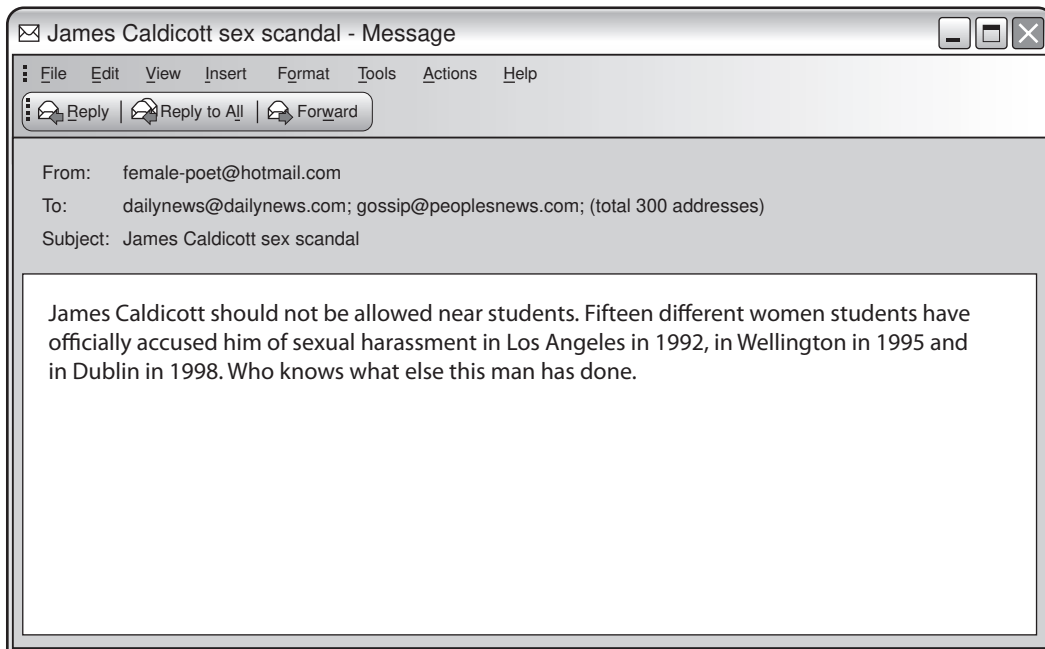 James Caldicott sex scandal - Message
File Edit View Insert Format Tools Actions Help
Reply Reply to All Forward
From: female-poet@hotmail.com
To: dailynews@dailynews.com; gossip@peoplesnews.com; (total 300 addresses)
Subject: James Caldicott sex scandal
James Caldicott should not be allowed near students. Fifteen different women students have
officially accused him of sexual harassment in Los Angeles in 1992, in Wellington in 1995 and
in Dublin in 1998. Who knows what else this man has done.